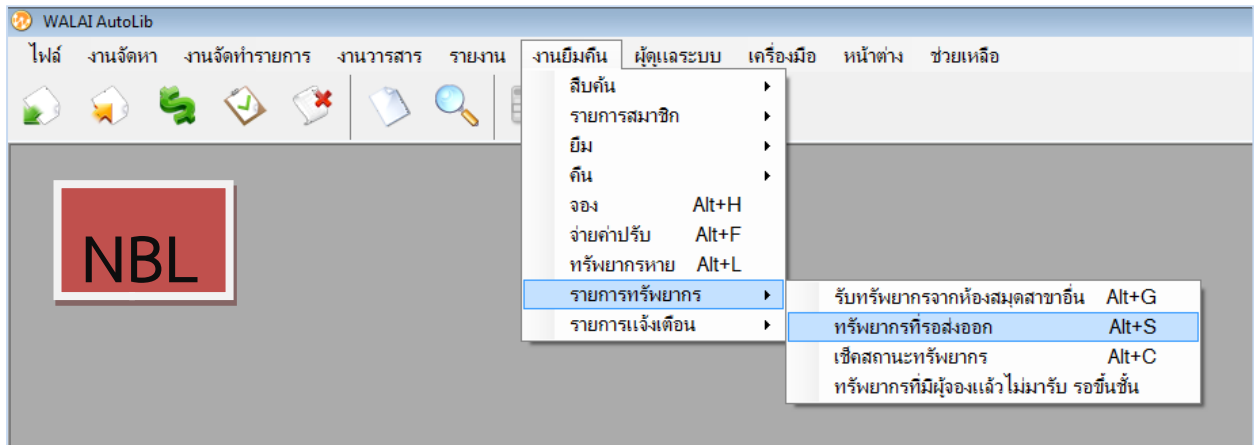 WALAI AutoLib
ไฟล์ งานจัดหา งานจัดทำรายการ งานวารสาร รายงาน งานยืมคืน ผู้ดูแลระบบ เครื่องมือ หน้าต่าง ช่วยเหลือ
สืบค้น
รายการสมาชิก
ยืม
คืน
จอง Alt+H
จ่ายค่าปรับ Alt+F
ทรัพยากรหาย Alt+L
รายการทรัพยากร
รายการแจ้งเตือน
รับทรัพยากรจากห้องสมุดสาขาอื่น Alt+G
ทรัพยากรที่รอส่งออก Alt+S
เช็คสถานะทรัพยากร Alt+C
ทรัพยากรที่มีผู้จองแล้วไม่มารับ รอขึ้นชั้น
NBL